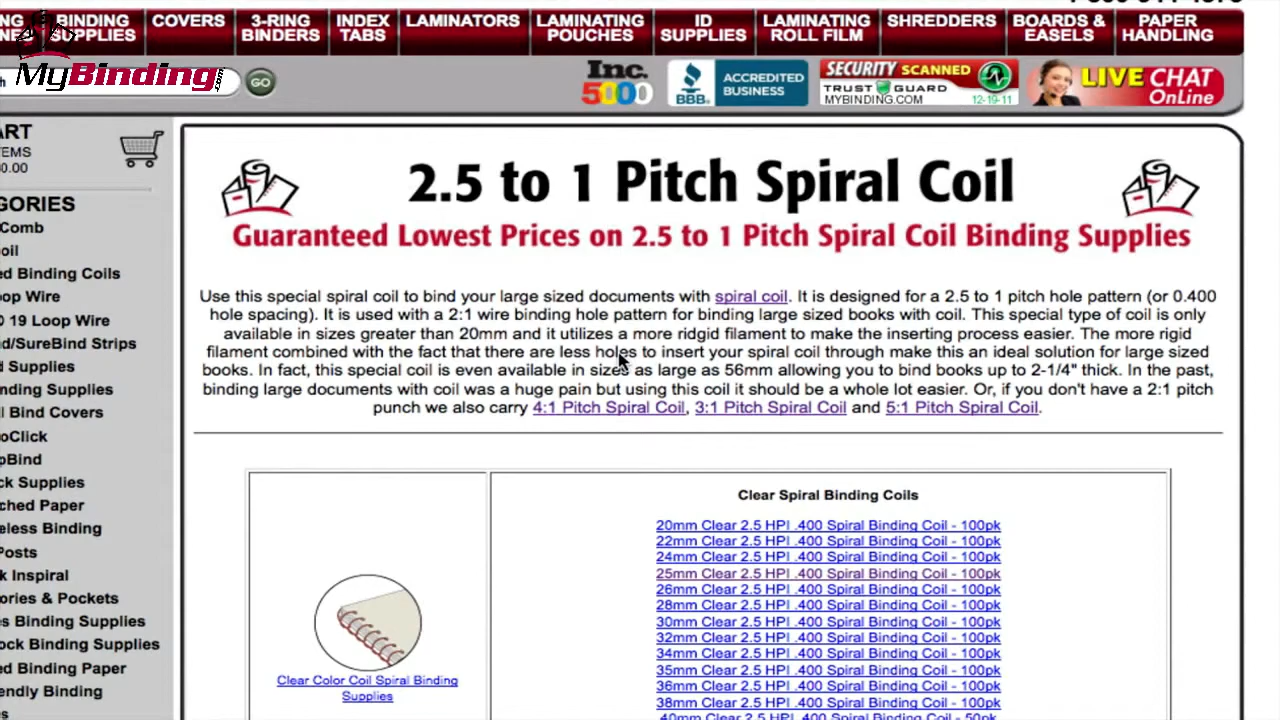 BINDING SUPPLIES
COVERS
3-RING BINDERS
INDEX TABS
LAMINATORS
LAMINATING POUCHES
ID SUPPLIES
LAMINATING ROLL FILM
SHREDDERS
BOARDS & EASELS
PAPER HANDLING
MyBinding
GO
Inc. 5000
BBB
ACCREDITED BUSINESS
SECURITY SCANNED
TRUST GUARD
MYBINDING.COM 12-19-11
LIVE CHAT OnLine
ART
TEMS
0.00
GORIES
Comb
oil
ed Binding Coils
oop Wire
0 19 Loop Wire
nd/SureBind Strips
d Supplies
nding Supplies
l Bind Covers
oClick
pBind
ck Supplies
ched Paper
eless Binding
Posts
k Inspiral
ories & Pockets
es Binding Supplies
ock Binding Supplies
ed Binding Paper
endly Binding
2.5 to 1 Pitch Spiral Coil
Guaranteed Lowest Prices on 2.5 to 1 Pitch Spiral Coil Binding Supplies
Use this special spiral coil to bind your large sized documents with spiral coil. It is designed for a 2.5 to 1 pitch hole pattern (or 0.400
hole spacing). It is used with a 2:1 wire binding hole pattern for binding large sized books with coil. This special type of coil is only
available in sizes greater than 20mm and it utilizes a more ridgid filament to make the inserting process easier. The more rigid
filament combined with the fact that there are less holes to insert your spiral coil through make this an ideal solution for large sized
books. In fact, this special coil is even available in sizes as large as 56mm allowing you to bind books up to 2-1/4" thick. In the past,
binding large documents with coil was a huge pain but using this coil it should be a whole lot easier. Or, if you don't have a 2:1 pitch
punch we also carry 4:1 Pitch Spiral Coil, 3:1 Pitch Spiral Coil and 5:1 Pitch Spiral Coil.
Clear Color Coil Spiral Binding
Supplies
Clear Spiral Binding Coils
20mm Clear 2.5 HPI .400 Spiral Binding Coil - 100pk
22mm Clear 2.5 HPI .400 Spiral Binding Coil - 100pk
24mm Clear 2.5 HPI .400 Spiral Binding Coil - 100pk
25mm Clear 2.5 HPI .400 Spiral Binding Coil - 100pk
26mm Clear 2.5 HPI .400 Spiral Binding Coil - 100pk
28mm Clear 2.5 HPI .400 Spiral Binding Coil - 100pk
30mm Clear 2.5 HPI .400 Spiral Binding Coil - 100pk
32mm Clear 2.5 HPI .400 Spiral Binding Coil - 100pk
34mm Clear 2.5 HPI .400 Spiral Binding Coil - 100pk
35mm Clear 2.5 HPI .400 Spiral Binding Coil - 100pk
36mm Clear 2.5 HPI .400 Spiral Binding Coil - 100pk
38mm Clear 2.5 HPI .400 Spiral Binding Coil - 100pk
40mm Clear 2.5 HPI .400 Spiral Binding Coil - 50pk